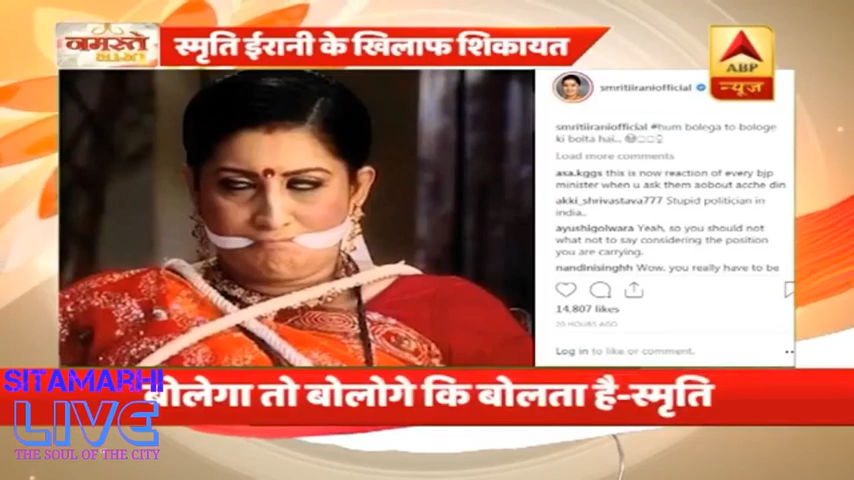 नमस्ते
भारत
स्मृति ईरानी के खिलाफ शिकायत
ABP
न्यूज़
smritiiraniofficial
smritiiraniofficial #hum bolega to bologe
ki bolta hai...
Load more comments
asa.kggs this is now reaction of every bjp
minister when u ask them aobout acche din
akki_shrivastava777 Stupid politician in
india..
ayushigolwara Yeah, so you should not
what not to say considering the position
you are carrying.
nandinisinghh Wow, you really have to be
14,807 likes
20 HOURS AGO
Log in to like or comment.
बोलेगा तो बोलोगे कि बोलता है-स्मृति
SITAMARHI
LIVE
THE SOUL OF THE CITY